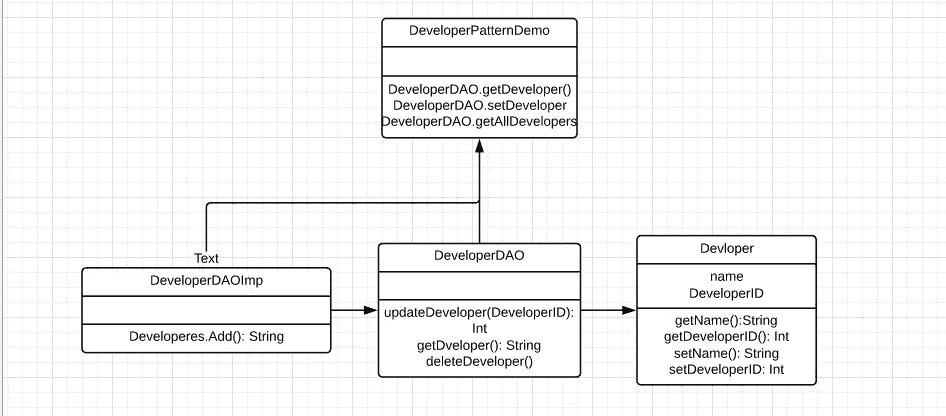 DeveloperPatternDemo
DeveloperDAO.getDeveloper()
DeveloperDAO.setDeveloper
DeveloperDAO.getAllDevelopers
Text
DeveloperDAOImp
Developeres.Add(): String
DeveloperDAO
updateDeveloper(DeveloperID):
Int
getDveloper(): String
deleteDeveloper()
Devloper
name
DeveloperID
getName():String
getDeveloperID(): Int
setName(): String
setDeveloperID: Int